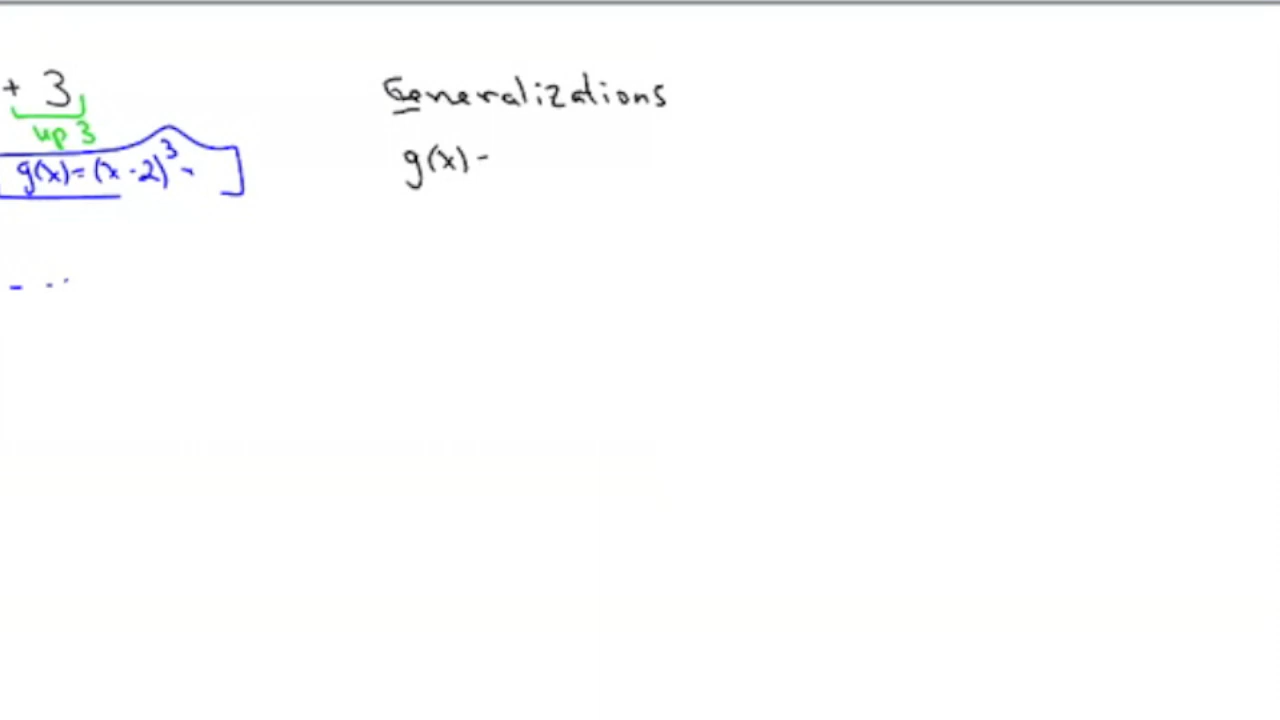 + 3
up 3
g(x)=(x-2)³ -
Generalizations
g(x) -